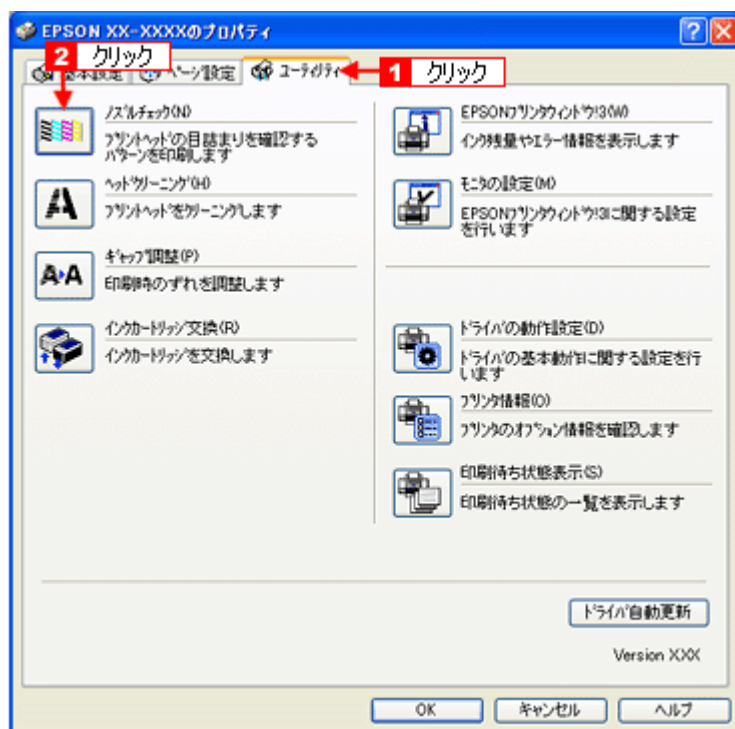 EPSON XX-XXXXのプロパティ
2 クリック
基本設定 ページ設定 ユーティリティ 1 クリック
ノズルチェック(N)
プリントヘッドの目詰まりを確認する
パターンを印刷します
ヘッドクリーニング(H)
プリントヘッドをクリーニングします
ギャップ調整(P)
印刷時のずれを調整します
インクカートリッジ交換(R)
インクカートリッジを交換します
EPSONプリンタウィンドウ!3(W)
インク残量やエラー情報を表示します
モニタの設定(M)
EPSONプリンタウィンドウ!3に関する設定
を行います
ドライバの動作設定(D)
ドライバの基本動作に関する設定を行
います
プリンタ情報(O)
プリンタのオプション情報を確認します
印刷待ち状態表示(S)
印刷待ち状態の一覧を表示します
ドライバ自動更新
Version XXX
OK キャンセル ヘルプ